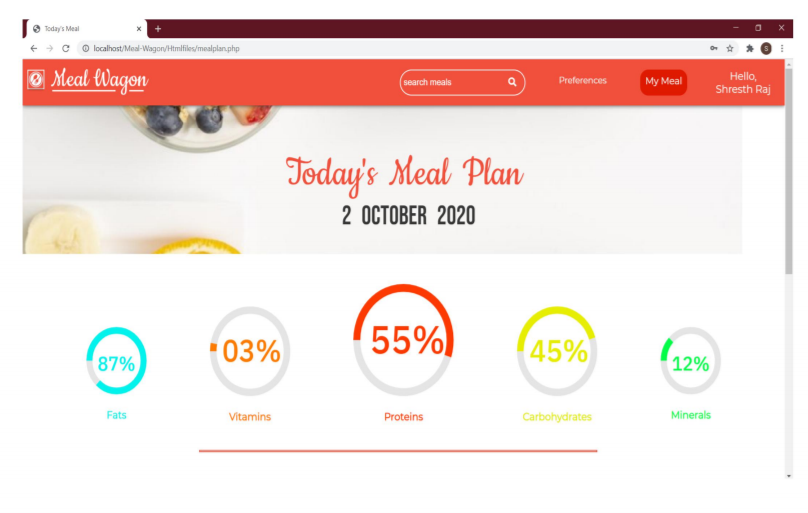 Today's Meal
localhost/Meal-Wagon/Htmlfiles/mealplan.php
S
Meal Wagon
search meals
Preferences
My Meal
Hello,
Shresth Raj
Today's Meal Plan
2 OCTOBER 2020
87%
03%
55%
45%
12%
Fats
Vitamins
Proteins
Carbohydrates
Minerals